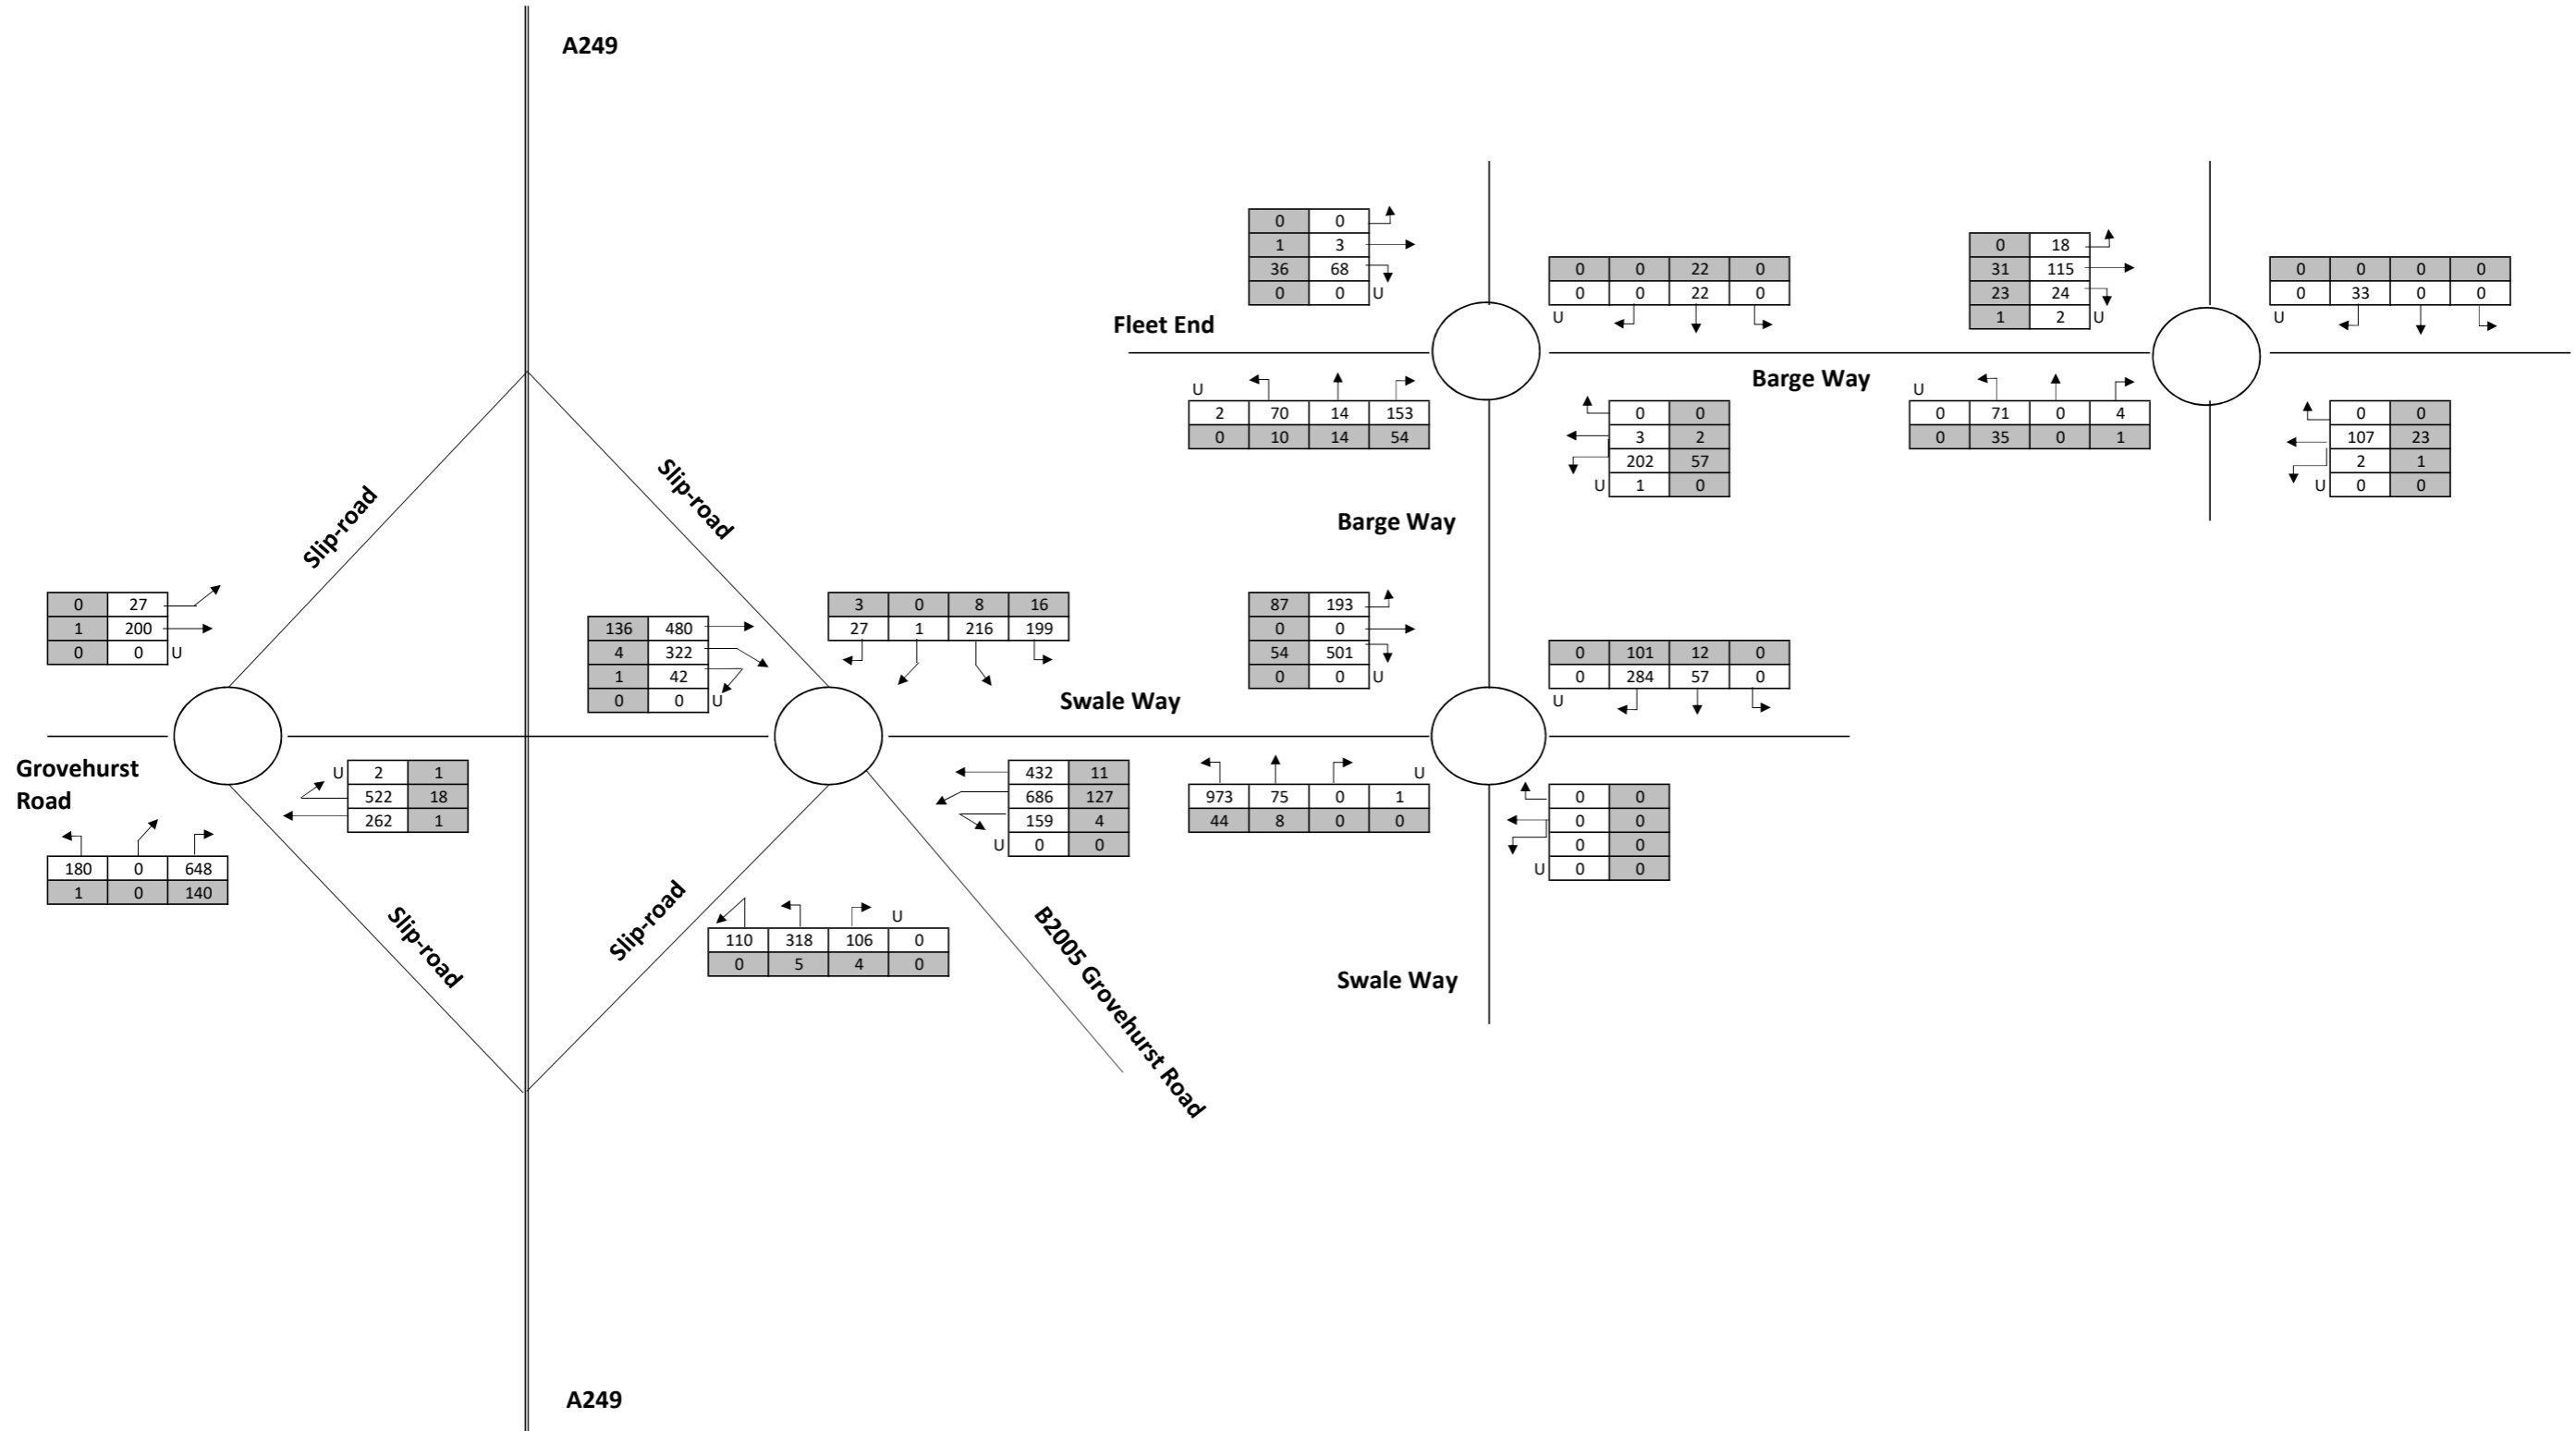 A249
0 0
1 3
36 68
0 0 U
0 0 22 0
0 0 22 0
U
0 18
31 115
23 24
1 2 U
0 0 0 0
0 33 0 0
U
Fleet End
Barge Way
U
2 70 14 153
0 10 14 54
0 0
3 2
202 57
U 1 0
U
0 71 0 4
0 35 0 1
0 0
107 23
2 1
U 0 0
Slip-road
Slip-road
Barge Way
0 27
1 200
0 0 U
136 480
4 322
1 42
0 0 U
3 0 8 16
27 1 216 199
Swale Way
87 193
0 0
54 501
0 0 U
0 101 12 0
0 284 57 0
U
Grovehurst
Road
U 2 1
522 18
262 1
180 0 648
1 0 140
432 11
686 127
159 4
U 0 0
U
973 75 0 1
44 8 0 0
0 0
0 0
0 0
U 0 0
Slip-road
Slip-road
U
110 318 106 0
0 5 4 0
B2005 Grovehurst Road
Swale Way
A249